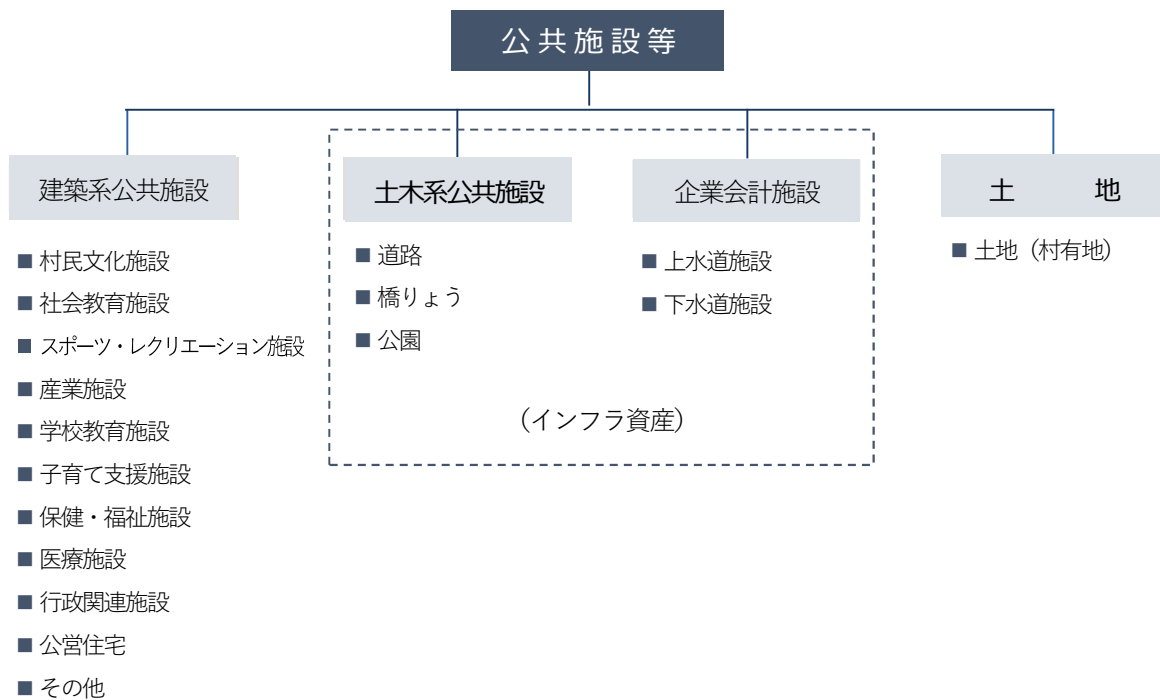 公共施設等
建築系公共施設
■ 村民文化施設
■ 社会教育施設
■ スポーツ・レクリエーション施設
■ 産業施設
■ 学校教育施設
■ 子育て支援施設
■ 保健・福祉施設
■ 医療施設
■ 行政関連施設
■ 公営住宅
■ その他
土木系公共施設
■ 道路
■ 橋りょう
■ 公園
企業会計施設
■ 上水道施設
■ 下水道施設
（インフラ資産）
土　　地
■ 土地（村有地）